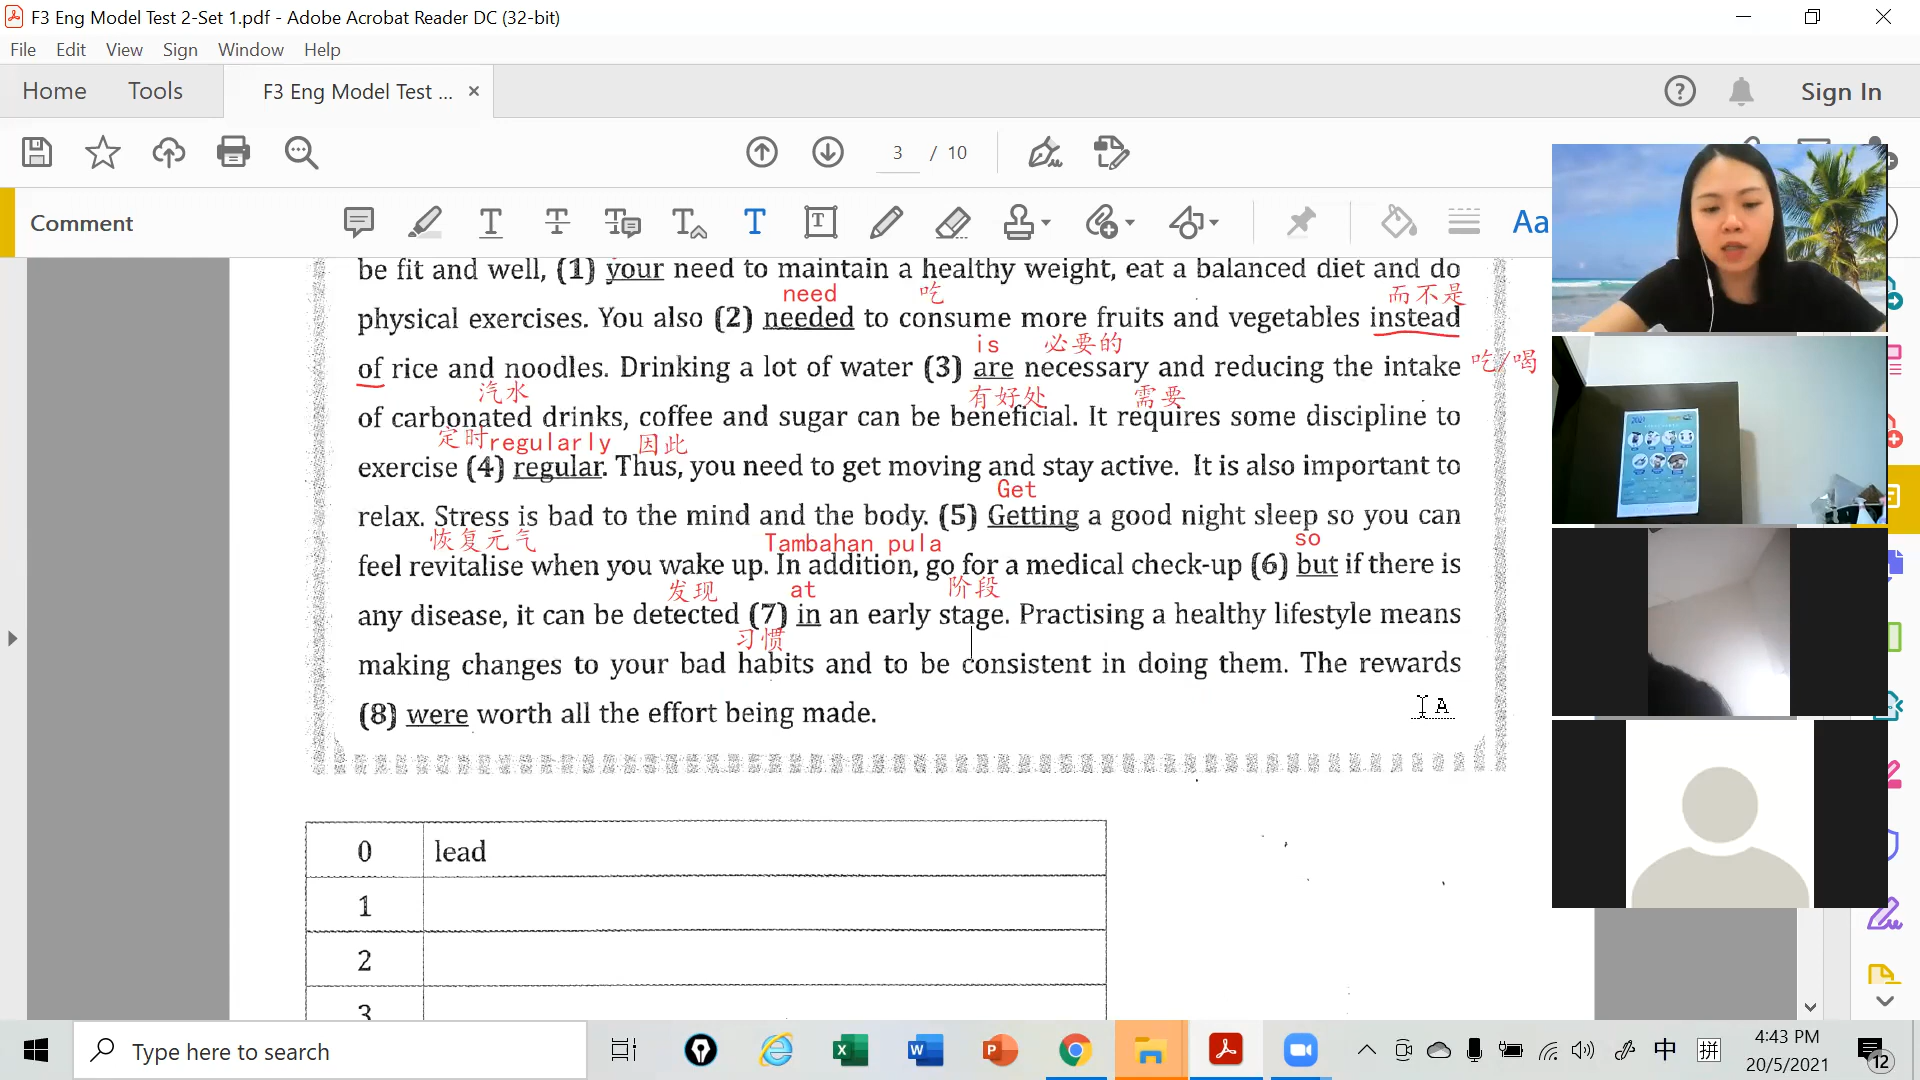 F3 Eng Model Test 2-Set 1.pdf - Adobe Acrobat Reader DC (32-bit)
File Edit View Sign Window Help
Home Tools F3 Eng Model Test ... × Sign In
3 / 10
Comment
be fit and well, (1) your need to maintain a healthy weight, eat a balanced diet and do
need 吃 而不是
physical exercises. You also (2) needed to consume more fruits and vegetables instead
is 必要的
of rice and noodles. Drinking a lot of water (3) are necessary and reducing the intake 吃/喝
汽水 有好处 需要
of carbonated drinks, coffee and sugar can be beneficial. It requires some discipline to
定时 regularly 因此
exercise (4) regular. Thus, you need to get moving and stay active. It is also important to
Get
relax. Stress is bad to the mind and the body. (5) Getting a good night sleep so you can
恢复元气 Tambahan pula so
feel revitalise when you wake up. In addition, go for a medical check-up (6) but if there is
发现 at 阶段
any disease, it can be detected (7) in an early stage. Practising a healthy lifestyle means
习惯
making changes to your bad habits and to be consistent in doing them. The rewards
(8) were worth all the effort being made.
0 lead
1
2
3
Type here to search
中 拼
4:43 PM
20/5/2021
12